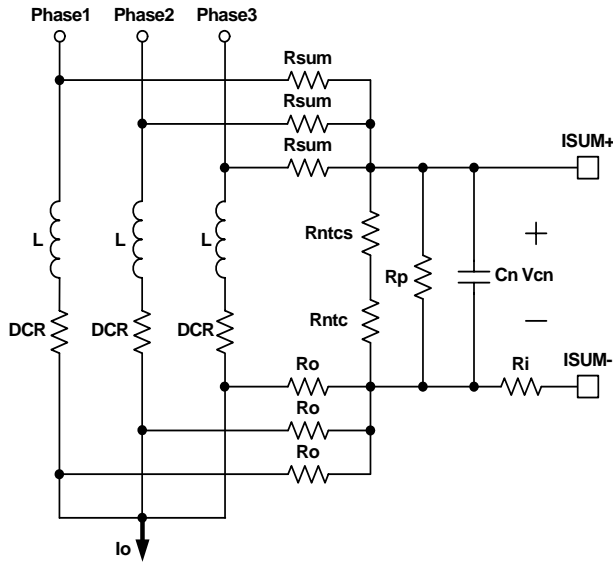 Phase1 Phase2 Phase3
Rsum
Rsum
Rsum
ISUM+
L L L
Rntcs
Rp
Cn Vcn
+
−
DCR DCR DCR
Rntc
Ro
Ro
Ro
Ri
ISUM-
Io